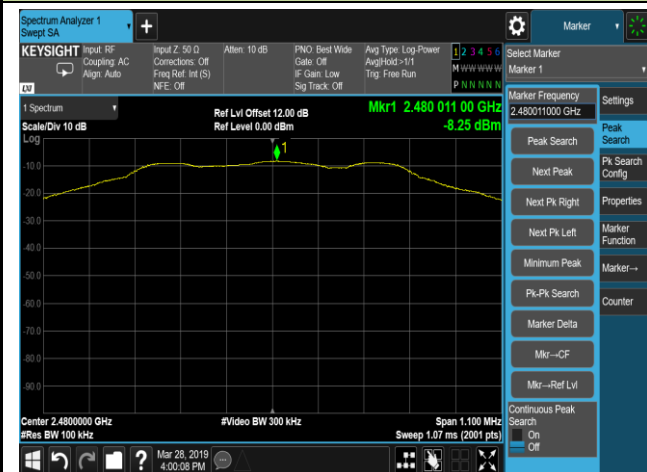 Spectrum Analyzer 1
Swept SA
+
Marker
KEYSIGHT
Input: RF
Coupling: AC
Align: Auto
Input Z: 50 Ω
Corrections: Off
Freq Ref: Int (S)
NFE: Off
Atten: 10 dB
PNO: Best Wide
Gate: Off
IF Gain: Low
Sig Track: Off
Avg Type: Log-Power
Avg|Hold:>1/1
Trig: Free Run
1 2 3 4 5 6
M W W W W W
P N N N N N
LXI
Select Marker
Marker 1
1 Spectrum
Scale/Div 10 dB
Log
Ref Lvl Offset 12.00 dB
Ref Level 0.00 dBm
Mkr1 2.480 011 00 GHz
-8.25 dBm
1
-10.0
-20.0
-30.0
-40.0
-50.0
-60.0
-70.0
-80.0
-90.0
Center 2.4800000 GHz
#Res BW 100 kHz
#Video BW 300 kHz
Span 1.100 MHz
Sweep 1.07 ms (2001 pts)
Marker Frequency
2.480011000 GHz
Peak Search
Next Peak
Next Pk Right
Next Pk Left
Minimum Peak
Pk-Pk Search
Marker Delta
Mkr→CF
Mkr→Ref Lvl
Continuous Peak
Search
On
Off
Settings
Peak
Search
Pk Search
Config
Properties
Marker
Function
Marker→
Counter
?
Mar 28, 2019
4:00:08 PM